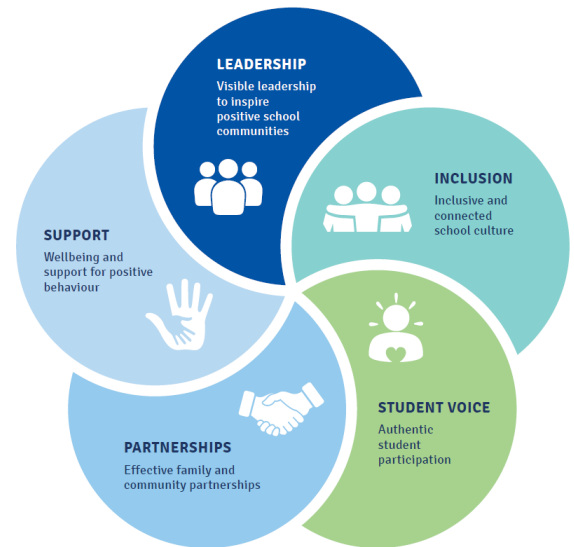 LEADERSHIP
Visible leadership
to inspire
positive school
communities
INCLUSION
Inclusive and
connected
school culture
STUDENT VOICE
Authentic
student
participation
PARTNERSHIPS
Effective family and
community partnerships
SUPPORT
Wellbeing and
support for positive
behaviour